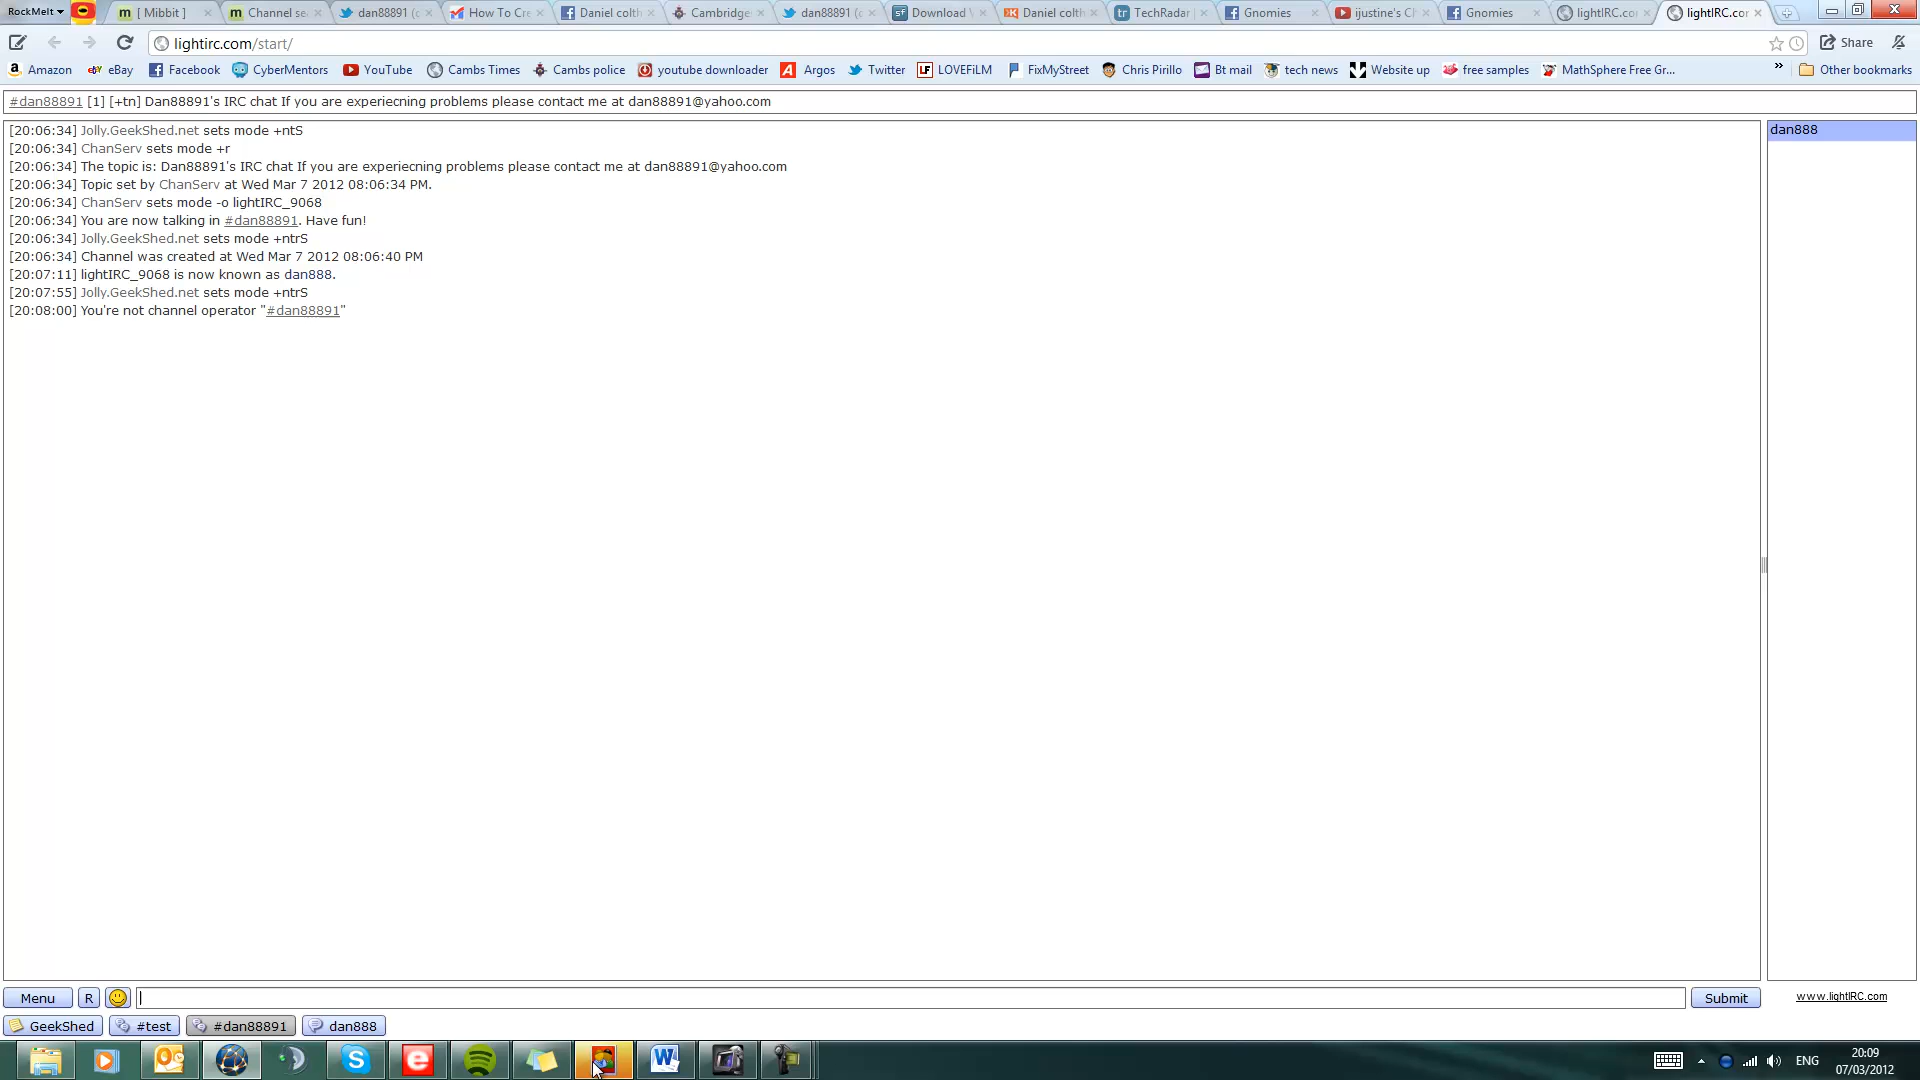 RockMelt
[ Mibbit ]
Channel se
dan88891 (
How To Cre
Daniel colth
Cambridge
dan88891 (
Download
Daniel colth
TechRadar
Gnomies
ijustine's C
Gnomies
lightIRC.co
lightIRC.cor
lightirc.com/start/
Share
Amazon
eBay
Facebook
CyberMentors
YouTube
Cambs Times
Cambs police
youtube downloader
Argos
Twitter
LOVEFiLM
FixMyStreet
Chris Pirillo
Bt mail
tech news
Website up
free samples
MathSphere Free Gr...
»
Other bookmarks
#dan88891 [1] [+tn] Dan88891's IRC chat If you are experiecning problems please contact me at dan88891@yahoo.com
[20:06:34] Jolly.GeekShed.net sets mode +ntS
[20:06:34] ChanServ sets mode +r
[20:06:34] The topic is: Dan88891's IRC chat If you are experiecning problems please contact me at dan88891@yahoo.com
[20:06:34] Topic set by ChanServ at Wed Mar 7 2012 08:06:34 PM.
[20:06:34] ChanServ sets mode -o lightIRC_9068
[20:06:34] You are now talking in #dan88891. Have fun!
[20:06:34] Jolly.GeekShed.net sets mode +ntrS
[20:06:34] Channel was created at Wed Mar 7 2012 08:06:40 PM
[20:07:11] lightIRC_9068 is now known as dan888.
[20:07:55] Jolly.GeekShed.net sets mode +ntrS
[20:08:00] You're not channel operator "#dan88891"
dan888
Menu
R
Submit
www.lightIRC.com
GeekShed
#test
#dan88891
dan888
ENG
20:09
07/03/2012